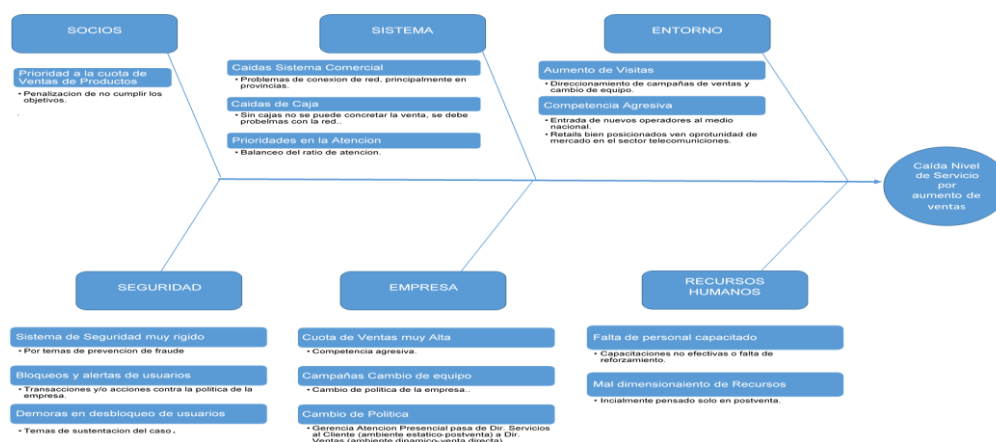 SOCIOS
Prioridad a la cuota de
Ventas de Productos
• Penalizacion de no cumplir los
objetivos.
.
SISTEMA
Caidas Sistema Comercial
• Problemas de conexion de red, principalmente en
provincias.
Caidas de Caja
• Sin cajas no se puede concretar la venta, se debe
probelmas con la red..
Prioridades en la Atencion
• Balanceo del ratio de atencion.
ENTORNO
Aumento de Visitas
• Direccionamiento de campañas de ventas y
cambio de equipo.
Competencia Agresiva
• Entrada de nuevos operadores al medio
nacional.
• Retails bien posicionados ven oprotunidad de
mercado en el sector telecomuniciones.
Caída Nivel
de Servicio
por
aumento de
ventas
SEGURIDAD
Sistema de Seguridad muy rigido
• Por temas de prevencion de fraude
Bloqueos y alertas de usuarios
• Transacciones y/o acciones contra la politica de la
empresa.
Demoras en desbloqueo de usuarios
• Temas de sustentacion del caso.
EMPRESA
Cuota de Ventas muy Alta
• Competencia agresiva.
Campañas Cambio de equipo
• Cambio de politica de la empresa..
Cambio de Politica
• Gerencia Atencion Presencial pasa de Dir. Servicios
al Cliente (ambiente estatico-postventa) a Dir.
Ventas (ambiente dinamico-venta directa)
RECURSOS
HUMANOS
Falta de personal capacitado
• Capacitaciones no efectivas o falta de
reforzamiento.
Mal dimensionaiento de Recursos
• Incialmente pensado solo en postventa.